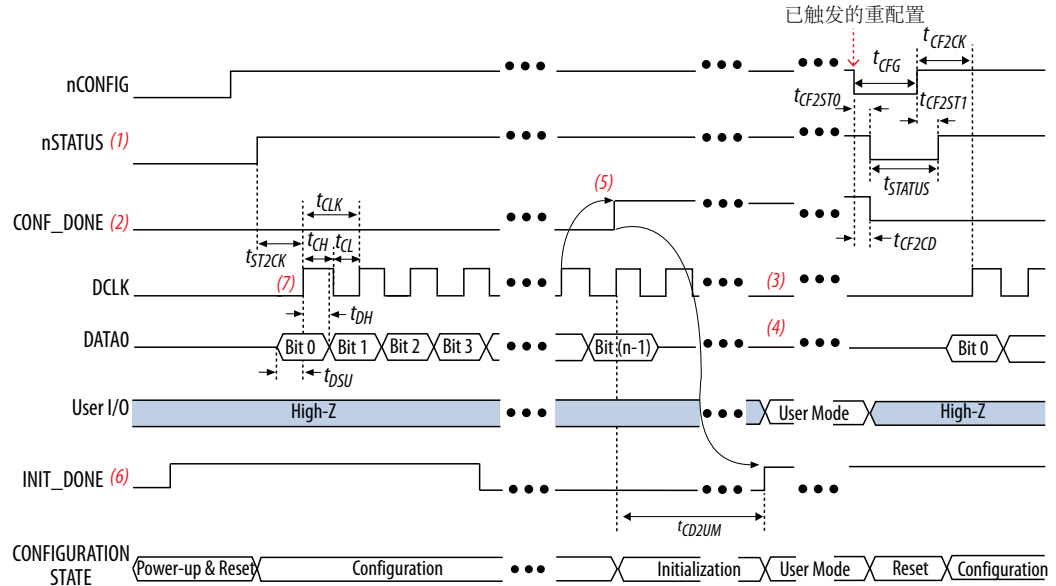 已触发的重配置
tCF2CK
tCFG
nCONFIG
tCF2ST0
tCF2ST1
nSTATUS (1)
tSTATUS
(5)
tCLK
CONF_DONE (2)
tCF2CD
tST2CK
tCH
tCL
(7)
(3)
DCLK
tDH
(4)
DATA0
Bit 0
Bit 1
Bit 2
Bit 3
Bit (n-1)
Bit 0
tDSU
User I/O
High-Z
User Mode
High-Z
INIT_DONE (6)
tCD2UM
CONFIGURATION
STATE
Power-up & Reset
Configuration
Initialization
User Mode
Reset
Configuration